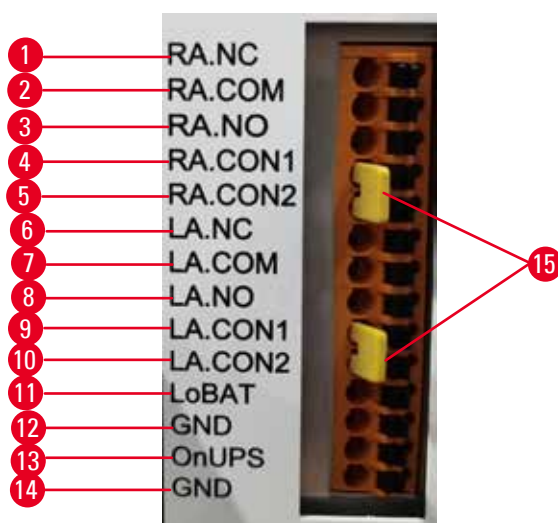 1 RA.NC
2 RA.COM
3 RA.NO
4 RA.CON1
5 RA.CON2
6 LA.NC
7 LA.COM
8 LA.NO
9 LA.CON1
10 LA.CON2
11 LoBAT
12 GND
13 OnUPS
14 GND
15